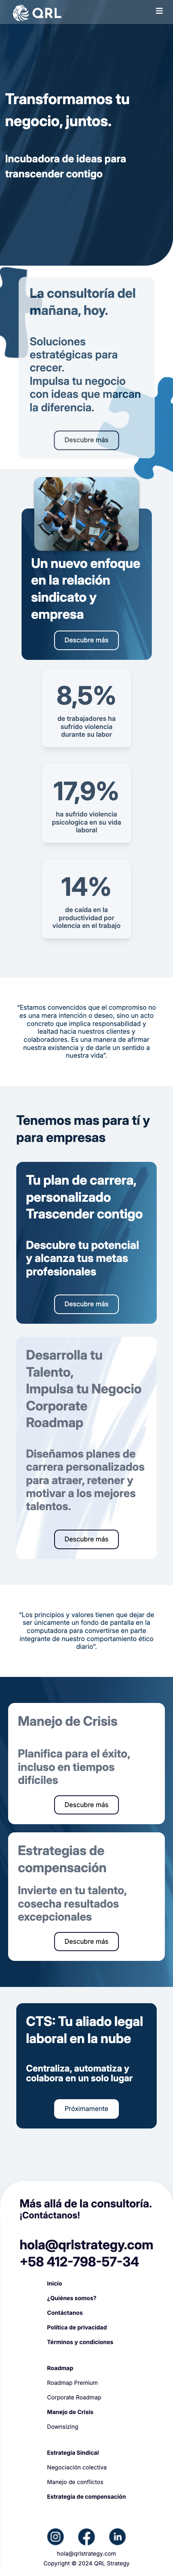 QRL
Transformamos tu
negocio, juntos.
Incubadora de ideas para
transcender contigo
La consultoría del
mañana, hoy.
Soluciones
estratégicas para
crecer.
Impulsa tu negocio
con ideas que marcan
la diferencia.
Descubre más
Un nuevo enfoque
en la relación
sindicato y
empresa
Descubre más
8,5%
de trabajadores ha
sufrido violencia
durante su labor
17,9%
ha sufrido violencia
psicologica en su vida
laboral
14%
de caída en la
productividad por
violencia en el trabajo
“Estamos convencidos que el compromiso no
es una mera intención o deseo, sino un acto
concreto que implica responsabilidad y
lealtad hacia nuestros clientes y
colaboradores. Es una manera de afirmar
nuestra existencia y de darle un sentido a
nuestra vida”.
Tenemos mas para tí y
para empresas
Tu plan de carrera,
personalizado
Trascender contigo
Descubre tu potencial
y alcanza tus metas
profesionales
Descubre más
Desarrolla tu
Talento,
Impulsa tu Negocio
Corporate
Roadmap
Diseñamos planes de
carrera personalizados
para atraer, retener y
motivar a los mejores
talentos.
Descubre más
“Los principios y valores tienen que dejar de
ser únicamente un fondo de pantalla en la
computadora para convertirse en parte
integrante de nuestro comportamiento ético
diario”.
Manejo de Crisis
Planifica para el éxito,
incluso en tiempos
difíciles
Descubre más
Estrategias de
compensación
Invierte en tu talento,
cosecha resultados
excepcionales
Descubre más
CTS: Tu aliado legal
laboral en la nube
Centraliza, automatiza y
colabora en un solo lugar
Próximamente
Más allá de la consultoría.
¡Contáctanos!
hola@qrlstrategy.com
+58 412-798-57-34
Inicio
¿Quiénes somos?
Contáctanos
Política de privacidad
Términos y condiciones
Roadmap
Roadmap Premium
Corporate Roadmap
Manejo de Crisis
Downsizing
Estrategia Sindical
Negociación colectiva
Manejo de conflictos
Estrategia de compensación
hola@qrlstrategy.com
Copyright © 2024 QRL Strategy